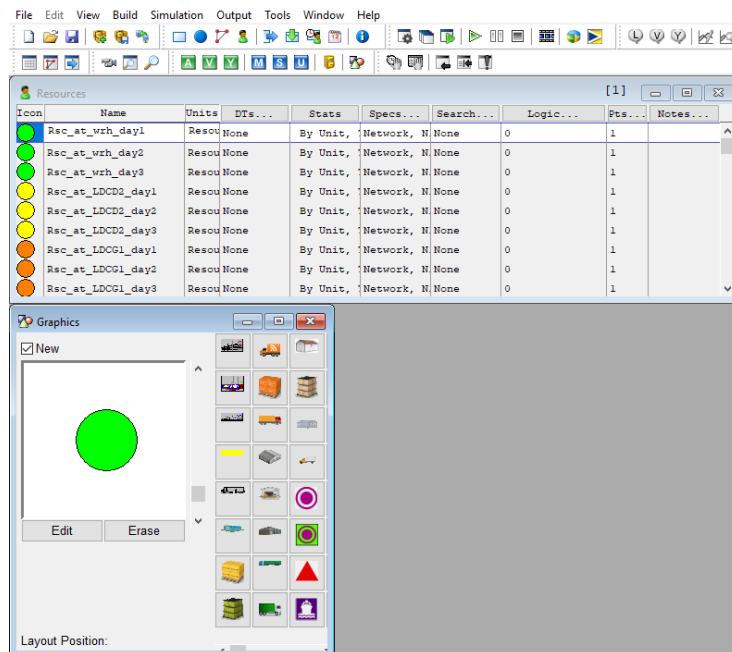 File Edit View Build Simulation Output Tools Window Help
A V Y M S U
L V Y
Resources [1]
Icon Name Units DTs... Stats Specs... Search... Logic... Pts... Notes...
Rsc_at_wrh_day1 Resou None By Unit, Network, N None 0 1
Rsc_at_wrh_day2 Resou None By Unit, Network, N None 0 1
Rsc_at_wrh_day3 Resou None By Unit, Network, N None 0 1
Rsc_at_LDCD2_day1 Resou None By Unit, Network, N None 0 1
Rsc_at_LDCD2_day2 Resou None By Unit, Network, N None 0 1
Rsc_at_LDCD2_day3 Resou None By Unit, Network, N None 0 1
Rsc_at_LDCG1_day1 Resou None By Unit, Network, N None 0 1
Rsc_at_LDCG1_day2 Resou None By Unit, Network, N None 0 1
Rsc_at_LDCG1_day3 Resou None By Unit, Network, N None 0 1
Graphics
New
Edit Erase
Layout Position: